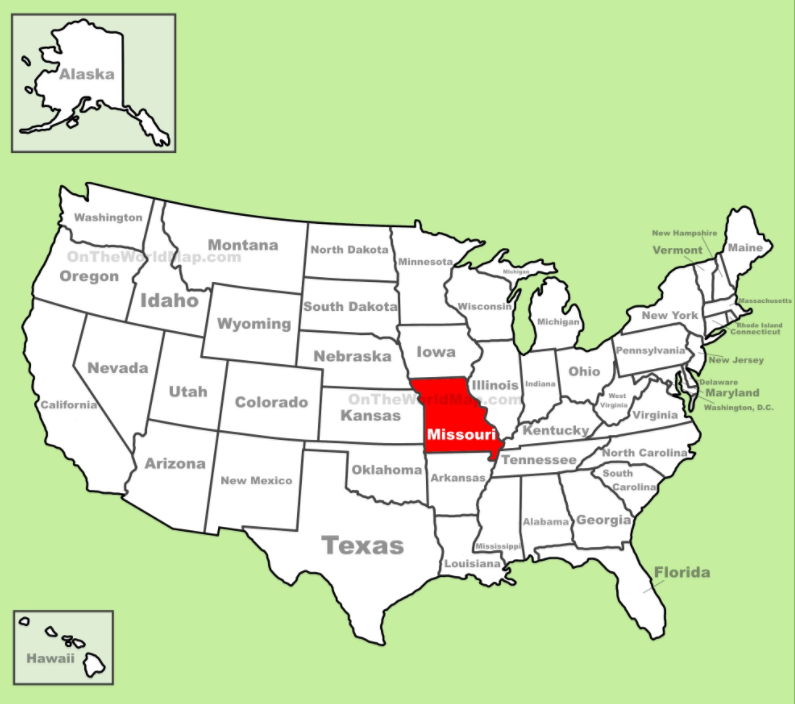 Alaska
Washington
Montana
North Dakota
Minnesota
OnTheWorldMap.com
Oregon
Idaho
South Dakota
Wyoming
Wisconsin
Michigan
Michigan
New Hampshire
Vermont
Maine
Massachusetts
New York
Rhode Island
Connecticut
Nevada
Nebraska
Iowa
Pennsylvania
New Jersey
Utah
Colorado
Illinois
Indiana
Ohio
Delaware
Maryland
Washington, D.C.
OnTheWorldMap.com
California
Kansas
Missouri
West
Virginia
Virginia
Kentucky
Arizona
New Mexico
Oklahoma
Arkansas
Tennessee
North Carolina
South
Carolina
Texas
Louisiana
Mississippi
Alabama
Georgia
Florida
Hawaii